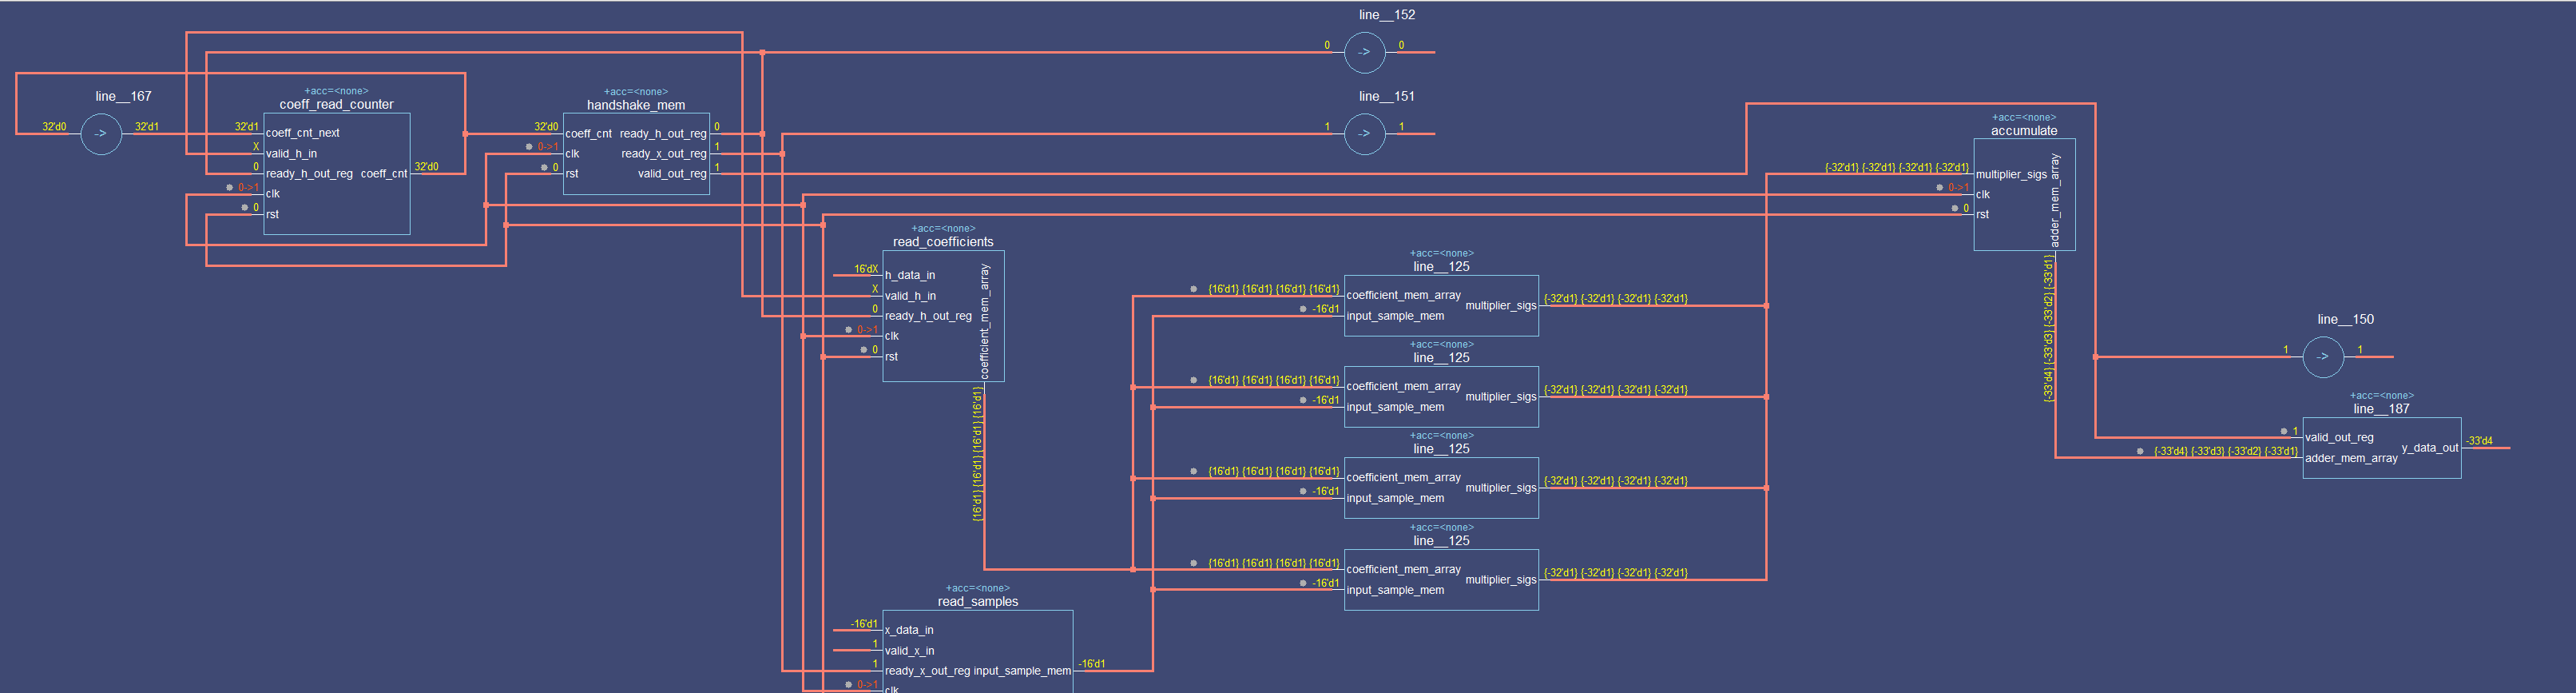 line__152
0
0
->
line__151
1
1
->
line__167
32'd0
->
32'd1
+acc=<none>
coeff_read_counter
32'd1
coeff_cnt_next
X
valid_h_in
0
ready_h_out_reg
coeff_cnt
32'd0
0->1
clk
0
rst
+acc=<none>
handshake_mem
32'd0
coeff_cnt
ready_h_out_reg
0
0->1
clk
ready_x_out_reg
1
0
rst
valid_out_reg
1
+acc=<none>
accumulate
{-32'd1} {-32'd1} {-32'd1} {-32'd1}
multiplier_sigs
0->1
clk
0
rst
adder_mem_array
{-33'd4} {-33'd3} {-33'd2} {-33'd1}
+acc=<none>
read_coefficients
16'dX
h_data_in
X
valid_h_in
0
ready_h_out_reg
0->1
clk
0
rst
coefficient_mem_array
{16'd1} {16'd1} {16'd1} {16'd1}
+acc=<none>
line__125
{16'd1} {16'd1} {16'd1} {16'd1}
coefficient_mem_array
-16'd1
input_sample_mem
multiplier_sigs
{-32'd1} {-32'd1} {-32'd1} {-32'd1}
+acc=<none>
line__125
{16'd1} {16'd1} {16'd1} {16'd1}
coefficient_mem_array
-16'd1
input_sample_mem
multiplier_sigs
{-32'd1} {-32'd1} {-32'd1} {-32'd1}
+acc=<none>
line__125
{16'd1} {16'd1} {16'd1} {16'd1}
coefficient_mem_array
-16'd1
input_sample_mem
multiplier_sigs
{-32'd1} {-32'd1} {-32'd1} {-32'd1}
+acc=<none>
line__125
{16'd1} {16'd1} {16'd1} {16'd1}
coefficient_mem_array
-16'd1
input_sample_mem
multiplier_sigs
{-32'd1} {-32'd1} {-32'd1} {-32'd1}
line__150
1
->
1
+acc=<none>
line__187
1
valid_out_reg
{-33'd4} {-33'd3} {-33'd2} {-33'd1}
adder_mem_array
y_data_out
-33'd4
+acc=<none>
read_samples
-16'd1
x_data_in
1
valid_x_in
1
ready_x_out_reg
input_sample_mem
-16'd1
0->1
clk